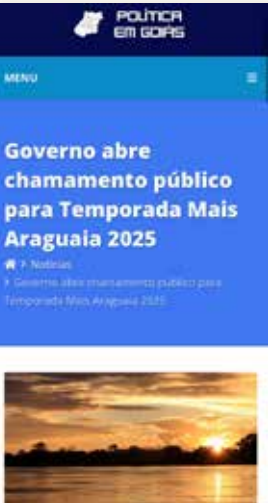 POLÍTICA
EM GOIÁS
MENU
Governo abre
chamamento público
para Temporada Mais
Araguaia 2025
> Notícias
> Governo abre chamamento público para
Temporada Mais Araguaia 2025